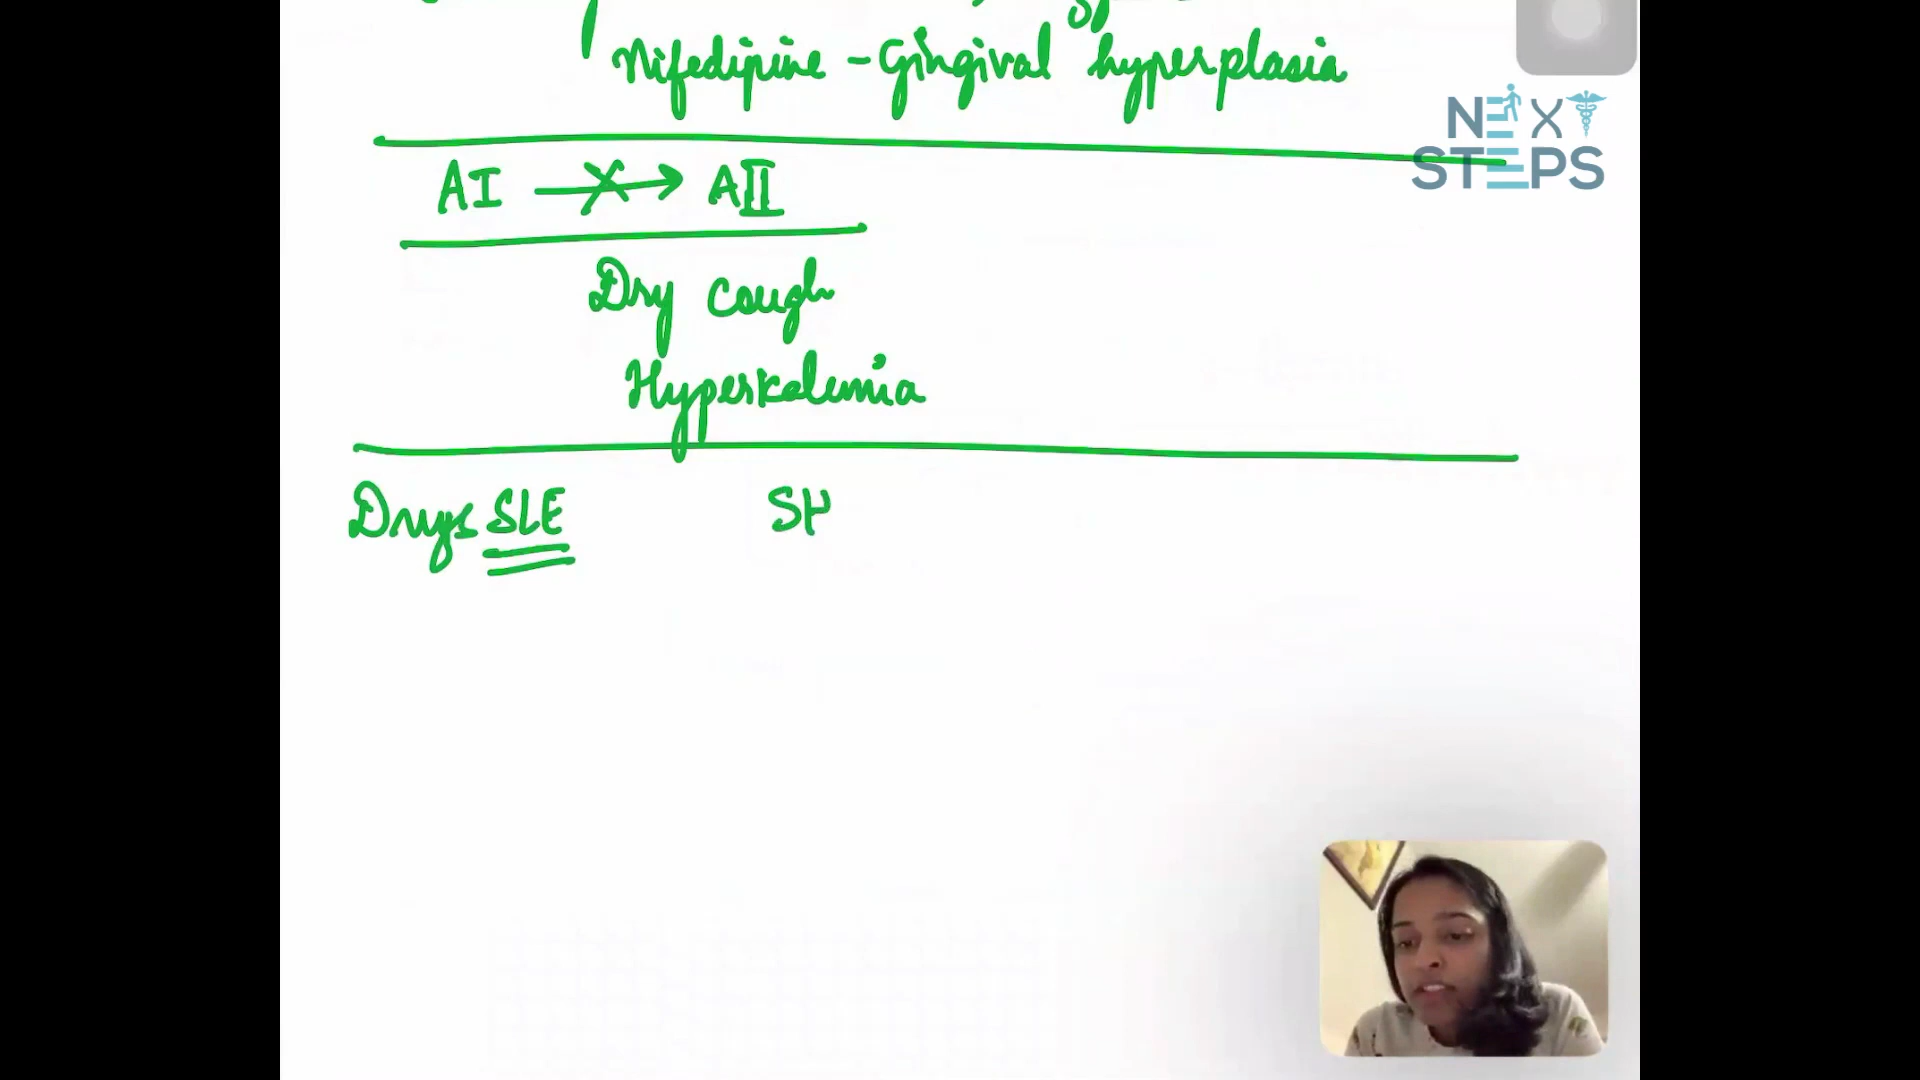 Nifedipine - Gingival hyperplasia
NEXT
STEPS
AI → AII
Dry cough
Hyperkalemia
Drugs SLE SH